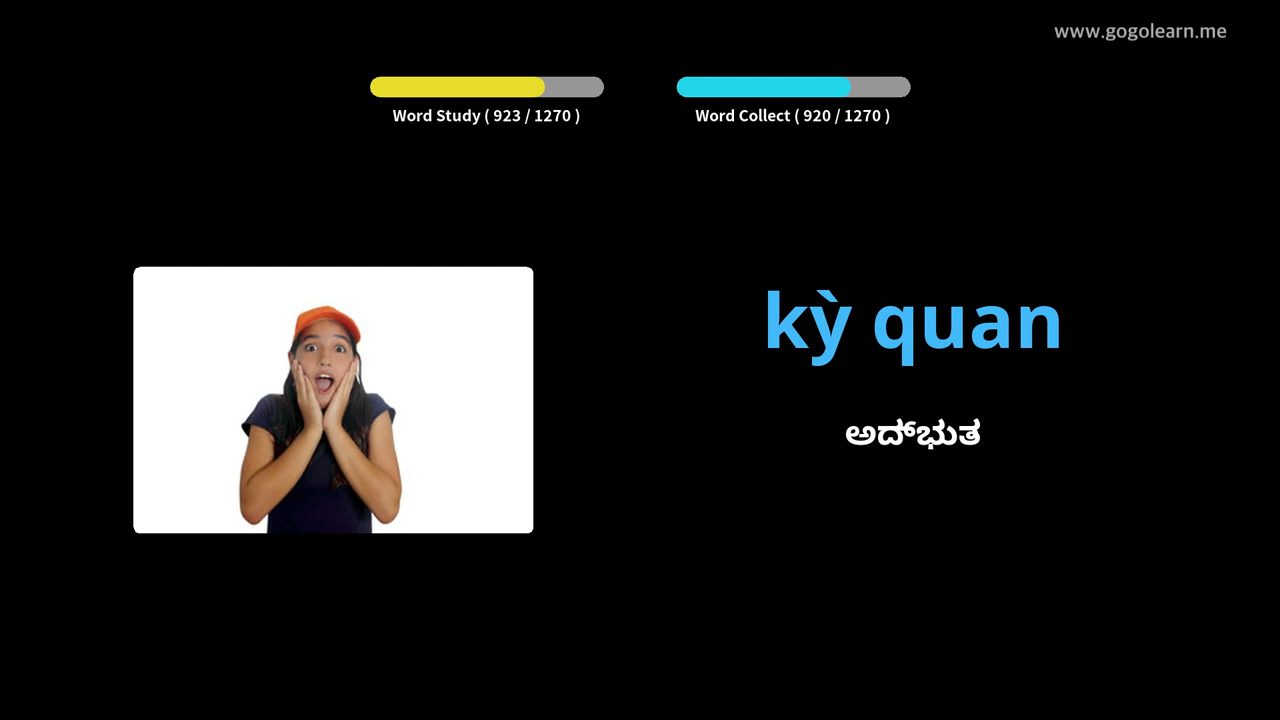 www.gogolearn.me
Word Study ( 923 / 1270 )
Word Collect ( 920 / 1270 )
kỳ quan
ಅದ್‌ಭುತ